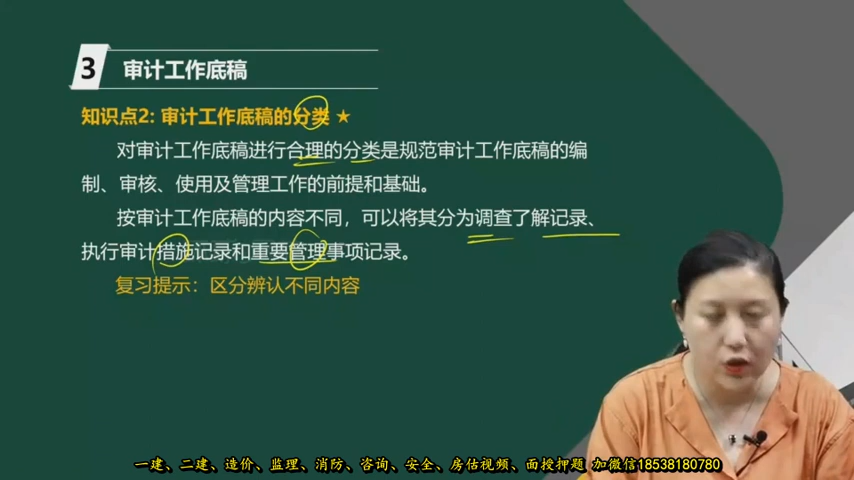 3 审计工作底稿
知识点2: 审计工作底稿的分类 ★
对审计工作底稿进行合理的分类是规范审计工作底稿的编
制、审核、使用及管理工作的前提和基础。
按审计工作底稿的内容不同，可以将其分为调查了解记录、
执行审计措施记录和重要管理事项记录。
复习提示：区分辨认不同内容
一建、二建、造价、监理、消防、咨询、安全、房估视频、面授押题 加微信18538180780